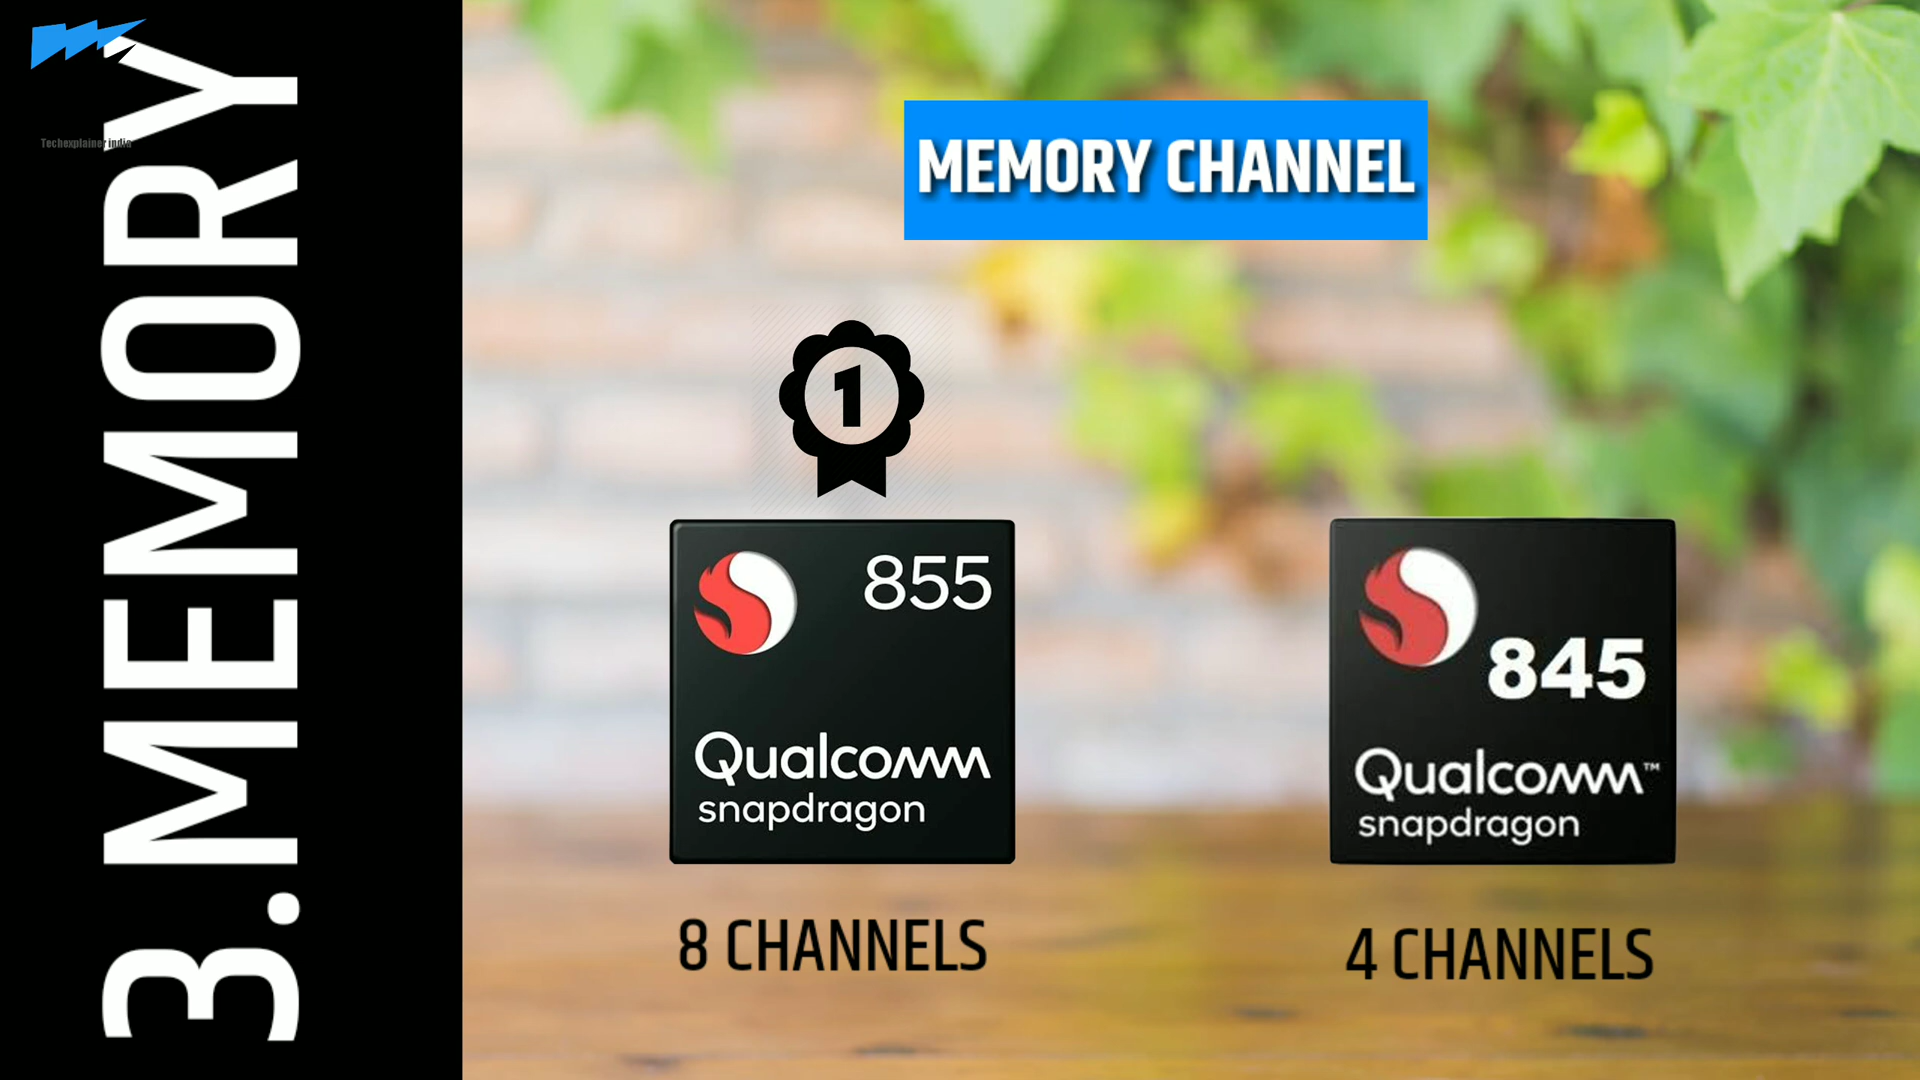 3.MEMORY
Techexplainer india
MEMORY CHANNEL
1
855
Qualcomm
snapdragon
845
Qualcomm™
snapdragon
8 CHANNELS
4 CHANNELS